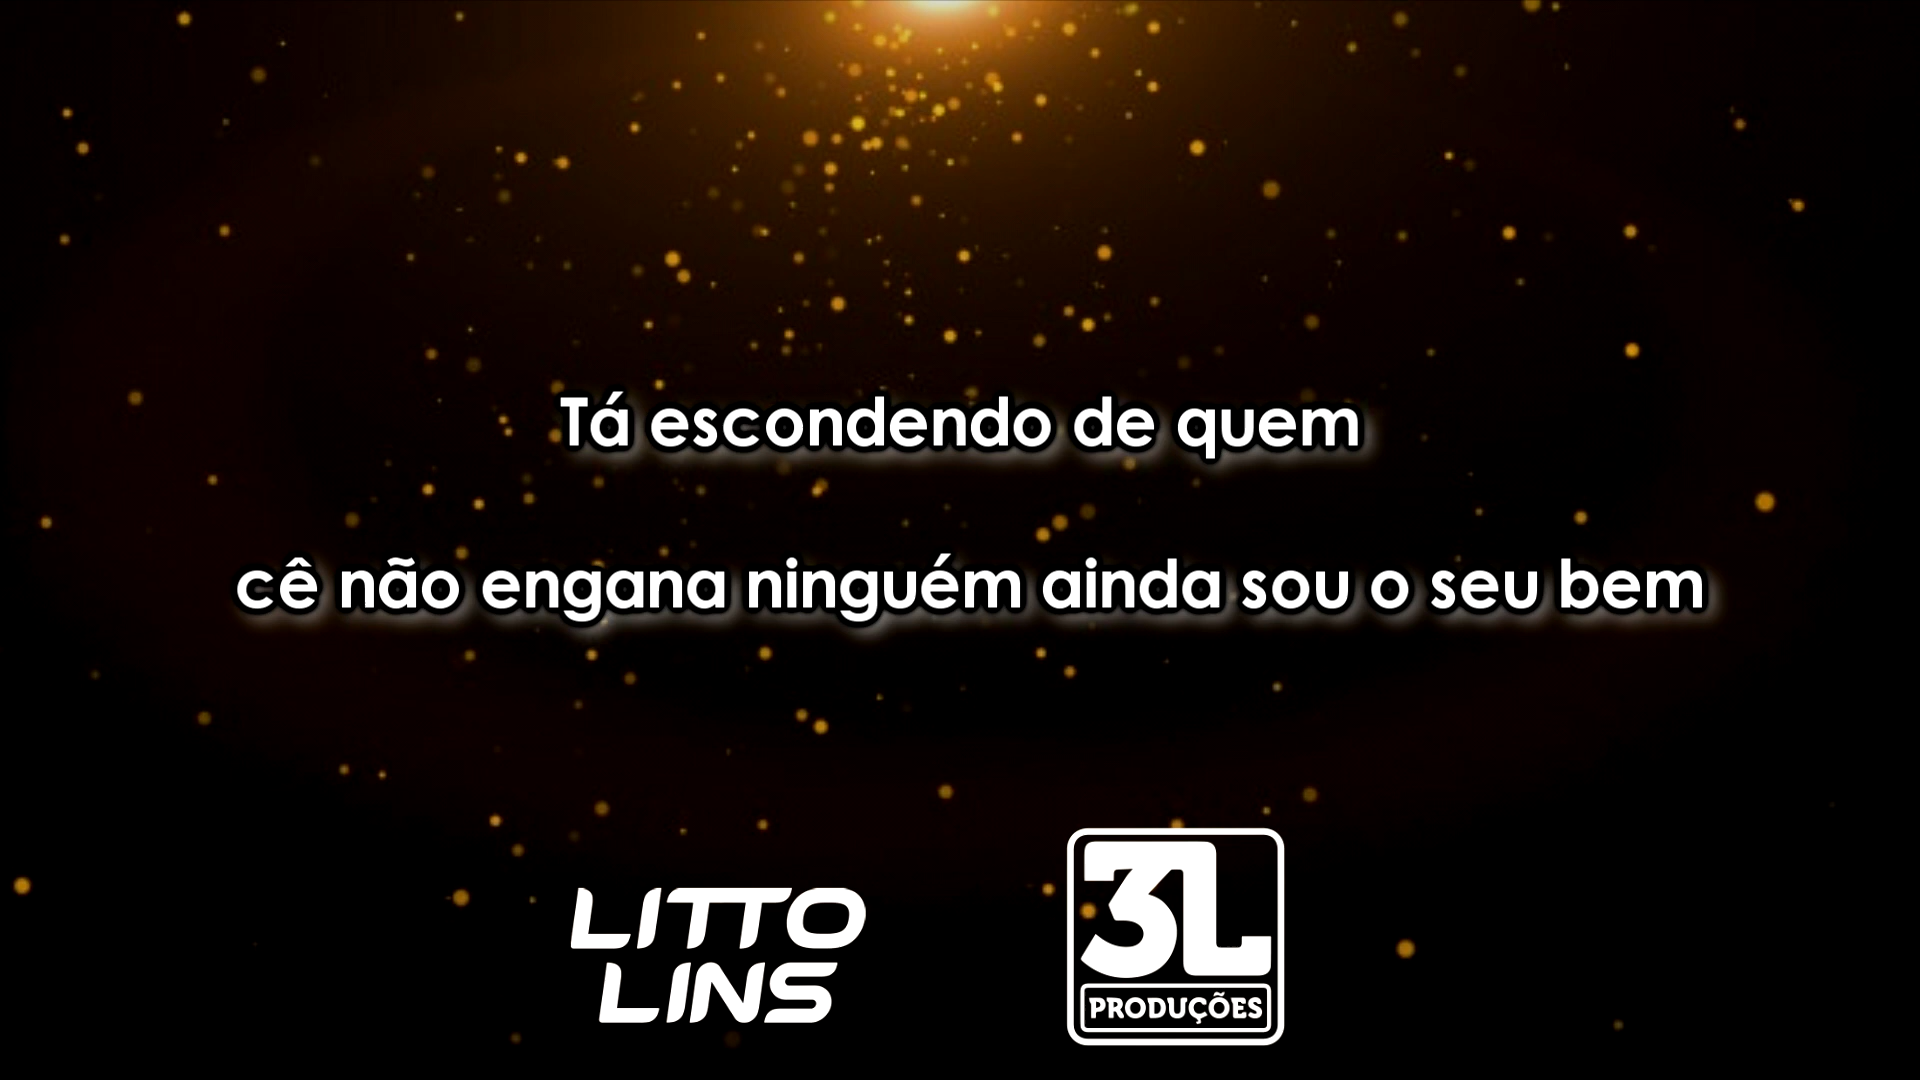 Tá escondendo de quem
cê não engana ninguém ainda sou o seu bem
LITTO
LINS
3L
PRODUÇÕES